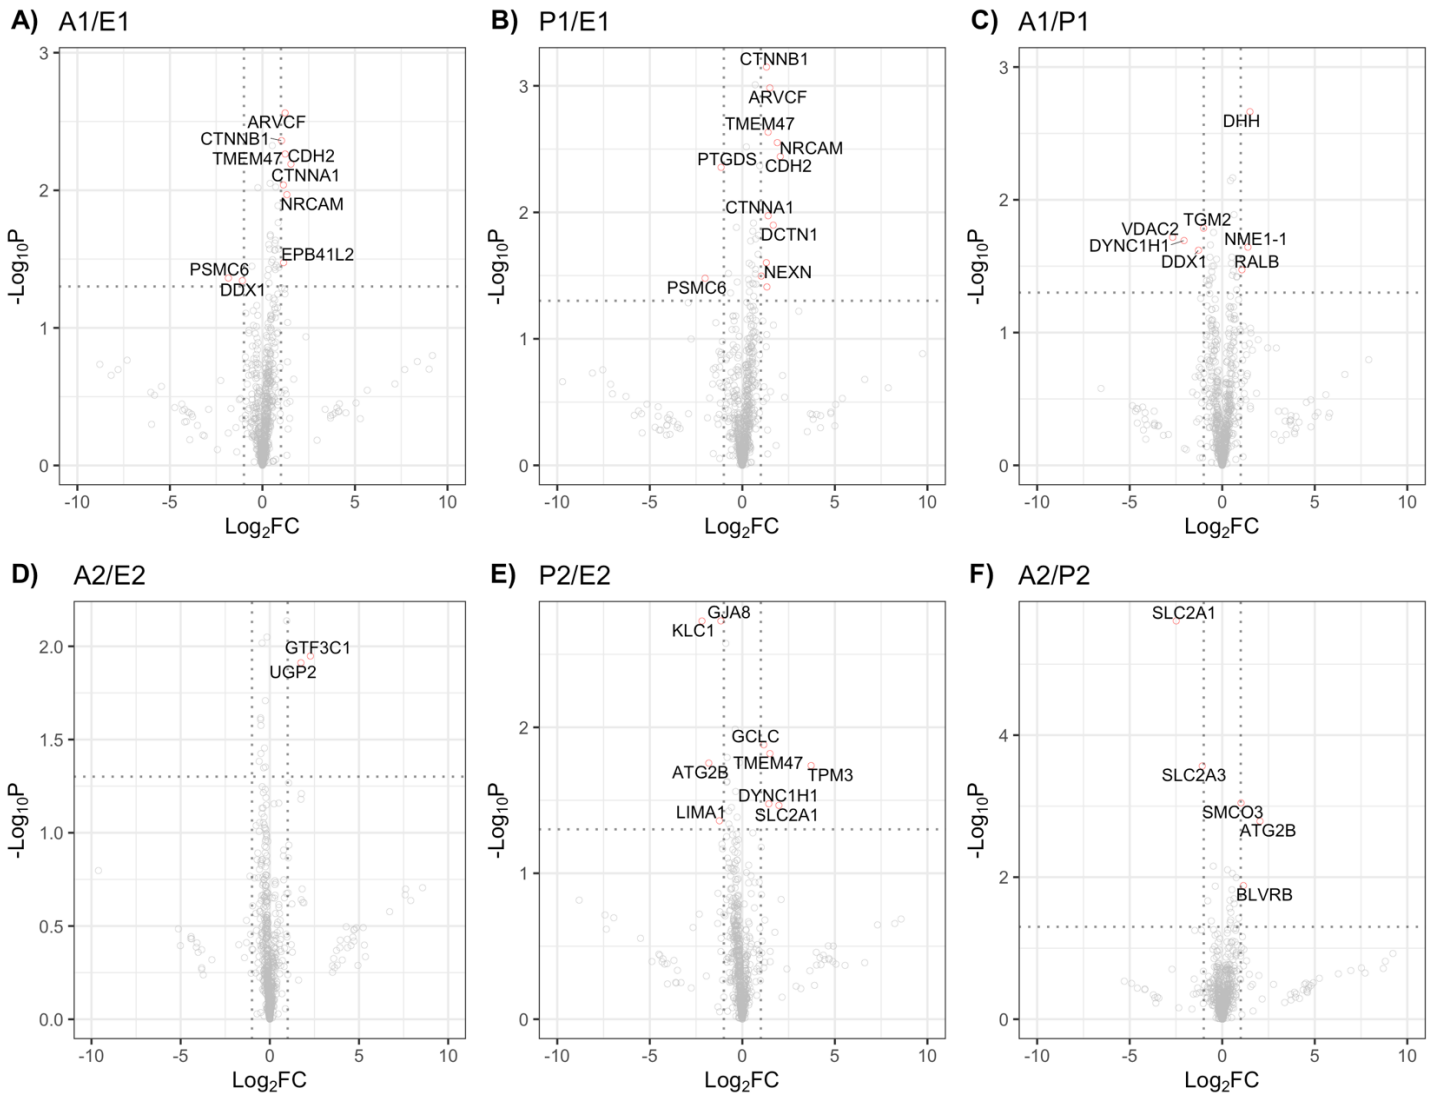 A) A1/E1
3
2
1
0
-Log10P
ARVCF
CTNNB1
TMEM47 CDH2
CTNNA1
NRCAM
EPB41L2
PSMC6
DDX1
-10 -5 0 5 10
Log2FC
B) P1/E1
3
2
1
0
-Log10P
CTNNB1
ARVCF
TMEM47
NRCAM
PTGDS
CDH2
CTNNA1
DCTN1
NEXN
PSMC6
-10 -5 0 5 10
Log2FC
C) A1/P1
3
2
1
0
-Log10P
DHH
TGM2
VDAC2
NME1-1
DYNC1H1
DDX1 RALB
-10 -5 0 5 10
Log2FC
D) A2/E2
2.0
1.5
1.0
0.5
0.0
-Log10P
GTF3C1
UGP2
-10 -5 0 5 10
Log2FC
E) P2/E2
2
1
0
-Log10P
GJA8
KLC1
GCLC
TMEM47
ATG2B TPM3
DYNC1H1
LIMA1 SLC2A1
-10 -5 0 5 10
Log2FC
F) A2/P2
4
2
0
-Log10P
SLC2A1
SLC2A3
SMCO3
ATG2B
BLVRB
-10 -5 0 5 10
Log2FC